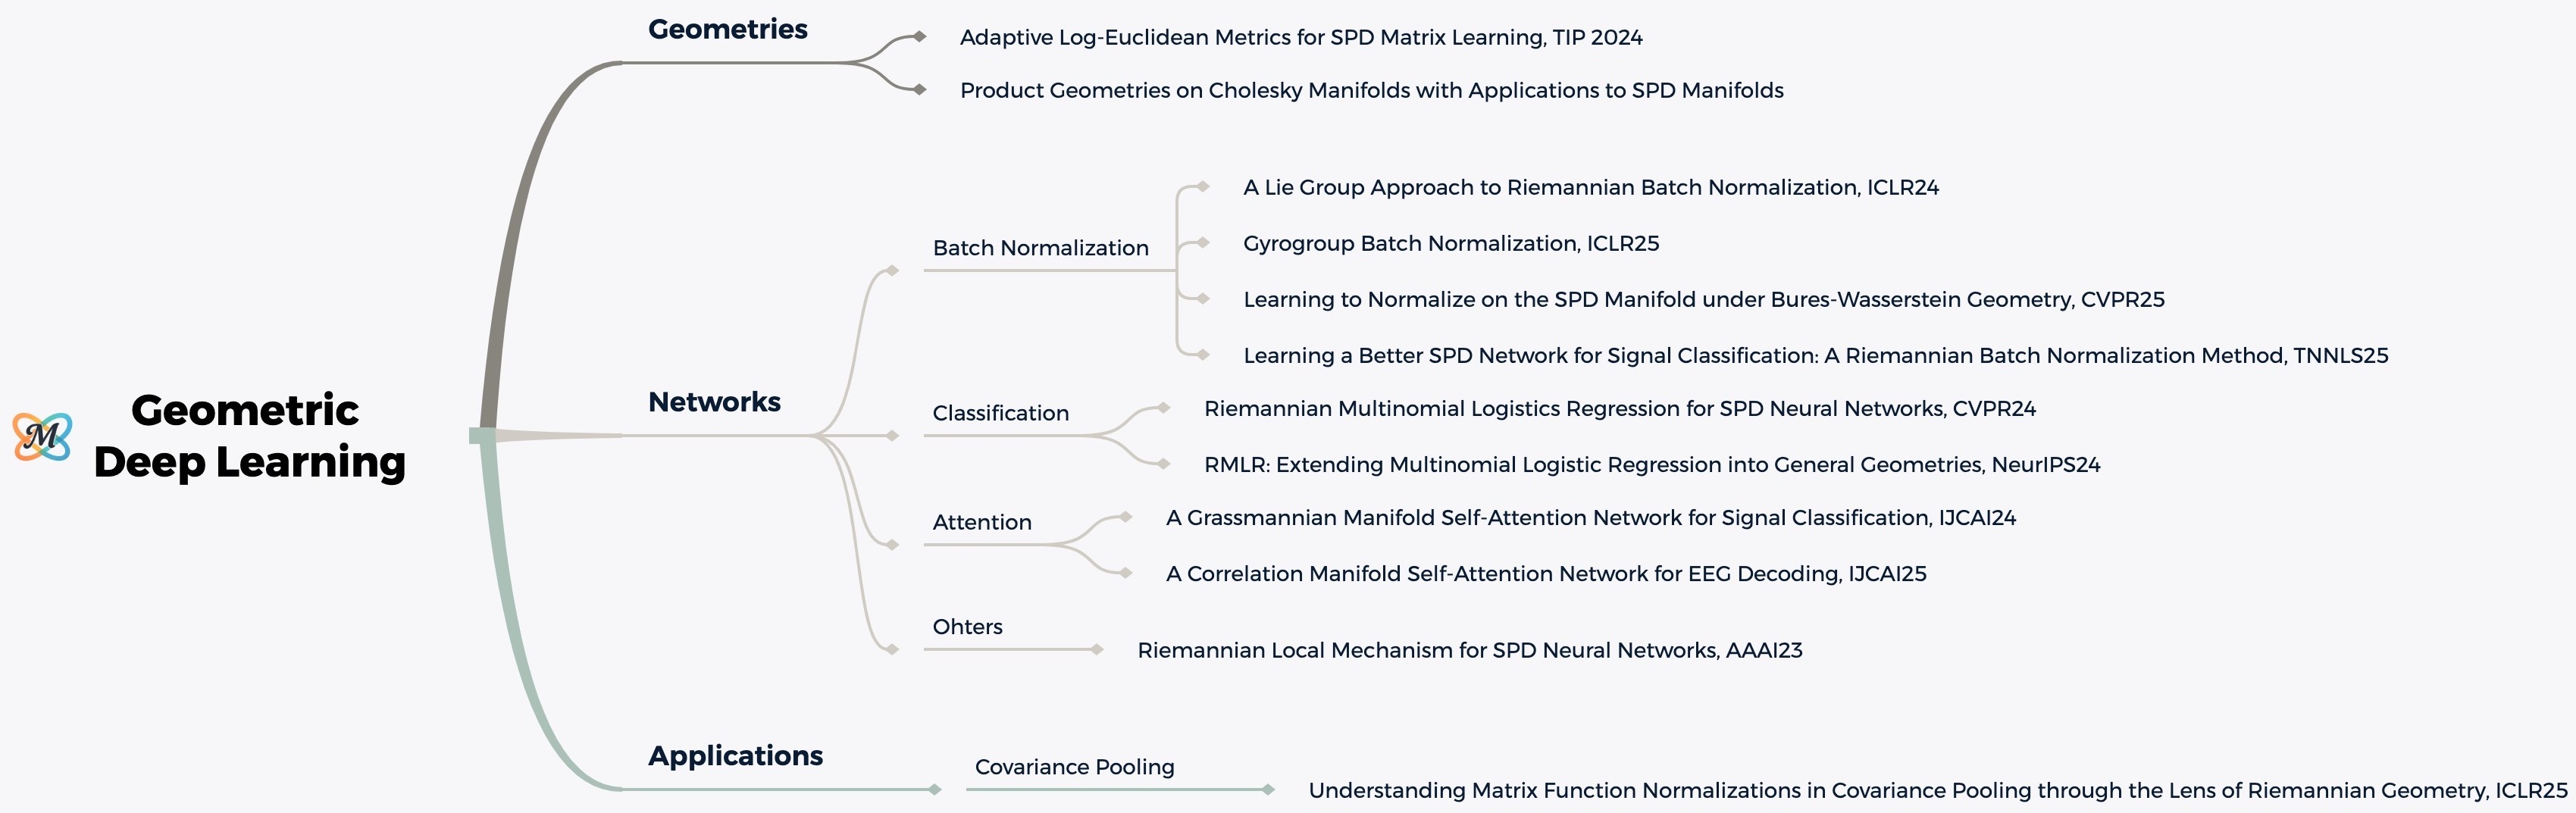 Geometric
Deep Learning
M
Geometries
Adaptive Log-Euclidean Metrics for SPD Matrix Learning, TIP 2024
Product Geometries on Cholesky Manifolds with Applications to SPD Manifolds
Networks
Batch Normalization
A Lie Group Approach to Riemannian Batch Normalization, ICLR24
Gyrogroup Batch Normalization, ICLR25
Learning to Normalize on the SPD Manifold under Bures-Wasserstein Geometry, CVPR25
Learning a Better SPD Network for Signal Classification: A Riemannian Batch Normalization Method, TNNLS25
Classification
Riemannian Multinomial Logistics Regression for SPD Neural Networks, CVPR24
RMLR: Extending Multinomial Logistic Regression into General Geometries, NeurIPS24
Attention
A Grassmannian Manifold Self-Attention Network for Signal Classification, IJCAI24
A Correlation Manifold Self-Attention Network for EEG Decoding, IJCAI25
Ohters
Riemannian Local Mechanism for SPD Neural Networks, AAAI23
Applications
Covariance Pooling
Understanding Matrix Function Normalizations in Covariance Pooling through the Lens of Riemannian Geometry, ICLR25